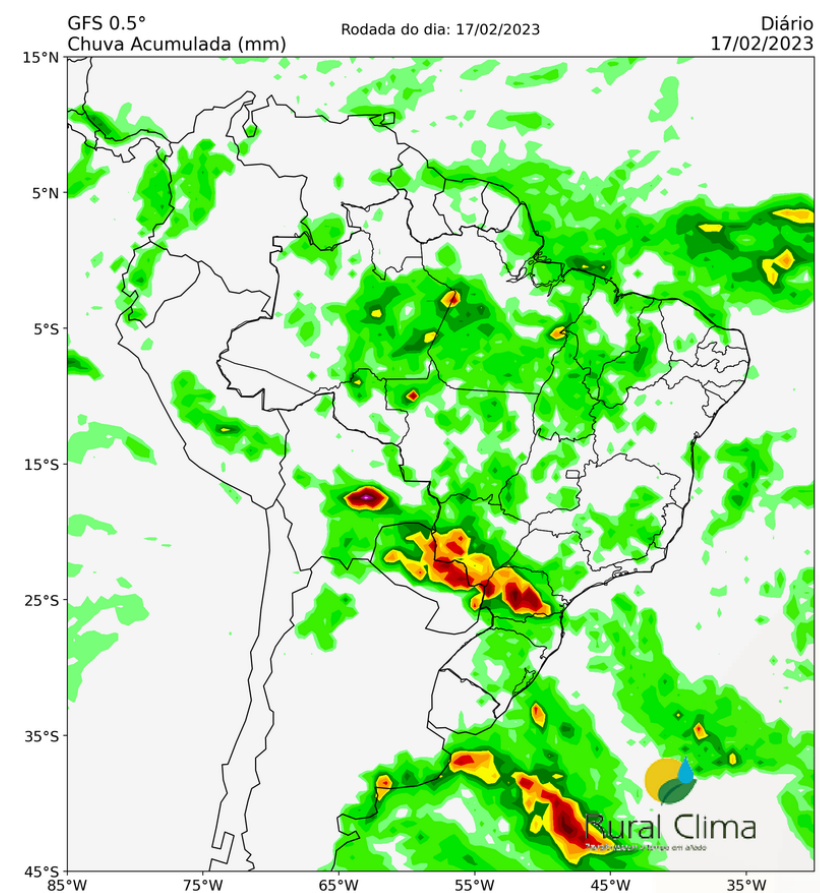 GFS 0.5°
Chuva Acumulada (mm)
Rodada do dia: 17/02/2023
Diário
17/02/2023
15°N
5°N
5°S
15°S
25°S
35°S
45°S
85°W
75°W
65°W
55°W
45°W
35°W
Rural Clima